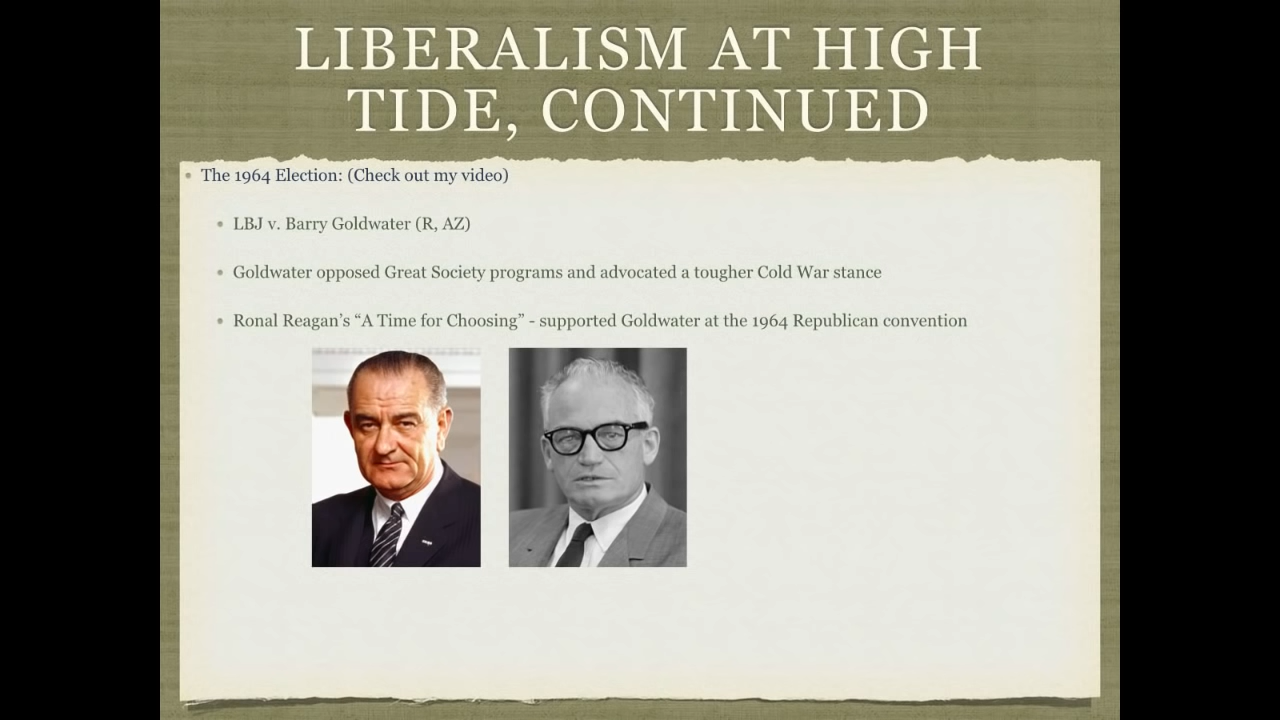 LIBERALISM AT HIGH
TIDE, CONTINUED
• The 1964 Election: (Check out my video)
• LBJ v. Barry Goldwater (R, AZ)
• Goldwater opposed Great Society programs and advocated a tougher Cold War stance
• Ronal Reagan’s “A Time for Choosing” - supported Goldwater at the 1964 Republican convention